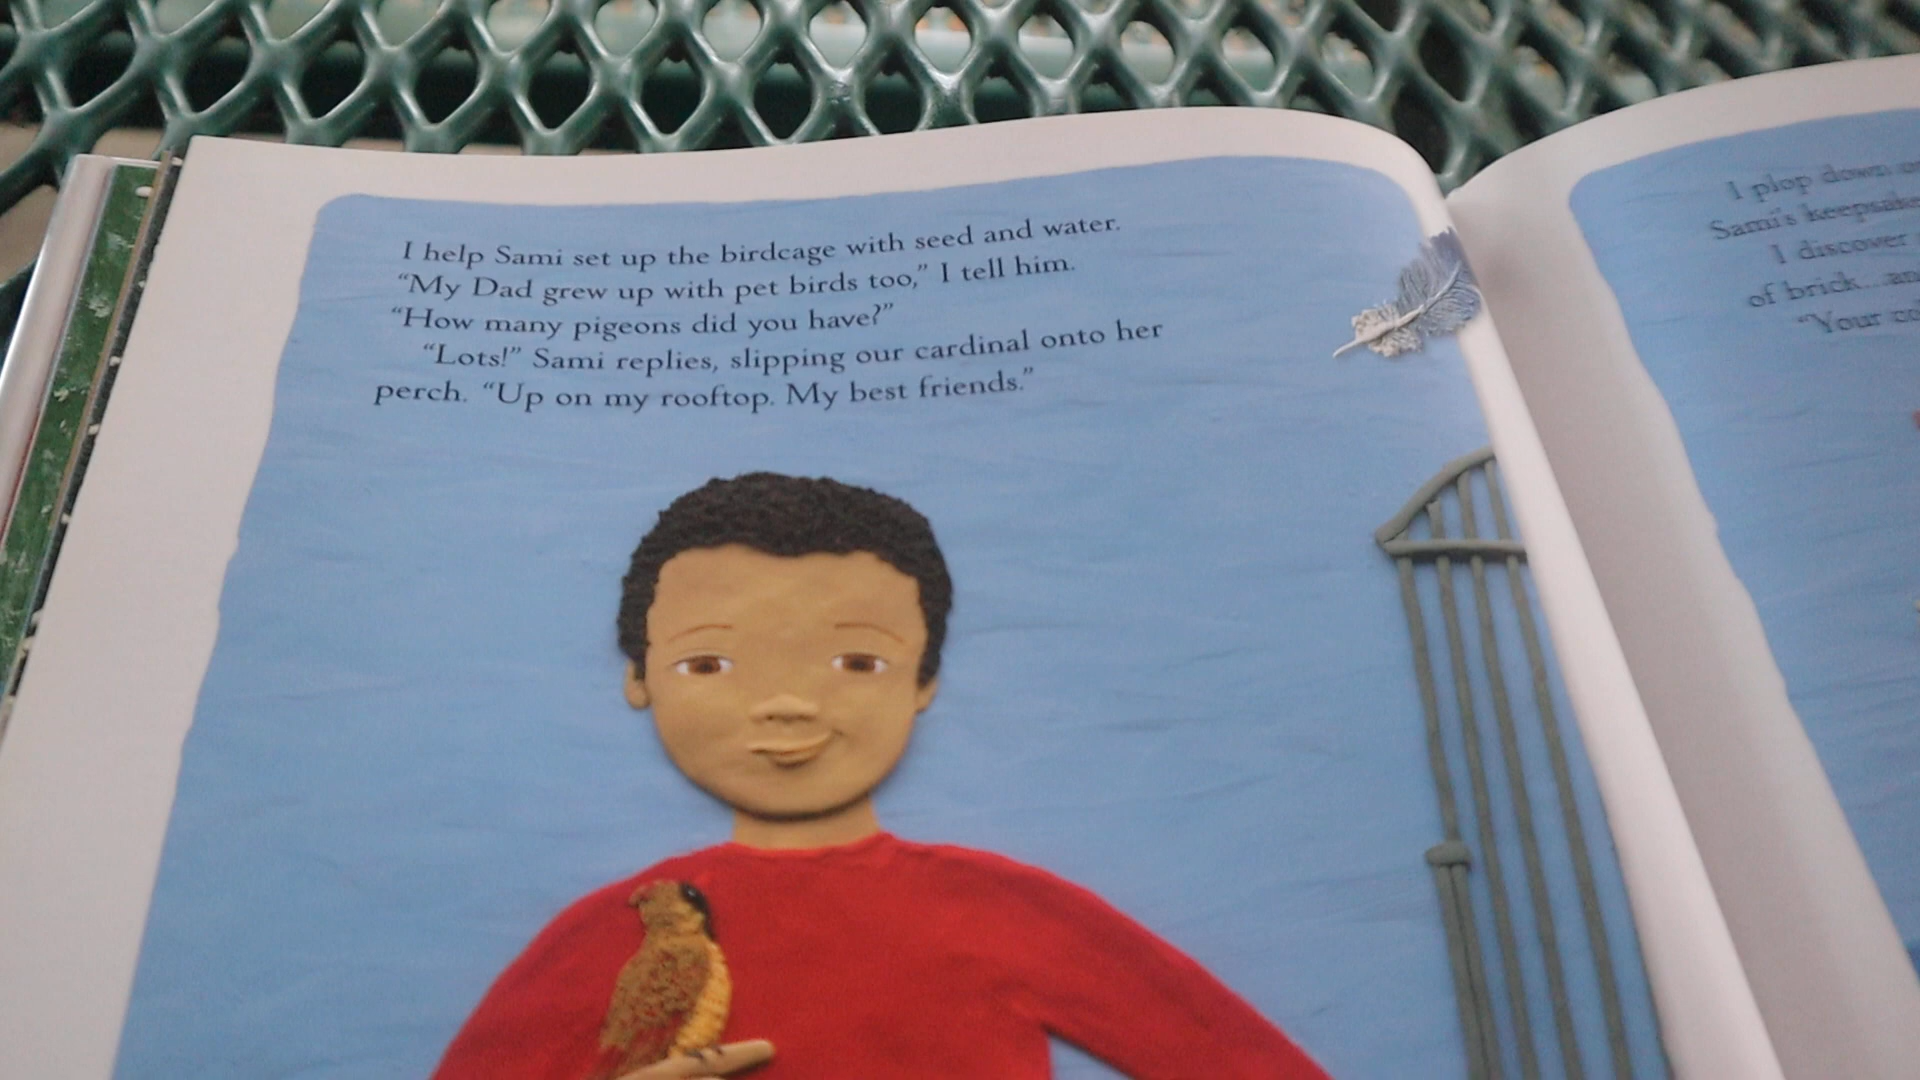 I help Sami set up the birdcage with seed and water.
“My Dad grew up with pet birds too,” I tell him.
“How many pigeons did you have?”
“Lots!” Sami replies, slipping our cardinal onto her
perch. “Up on my rooftop. My best friends.”
I plop down
Sami's keepsake
I discover
of brick...
“Your